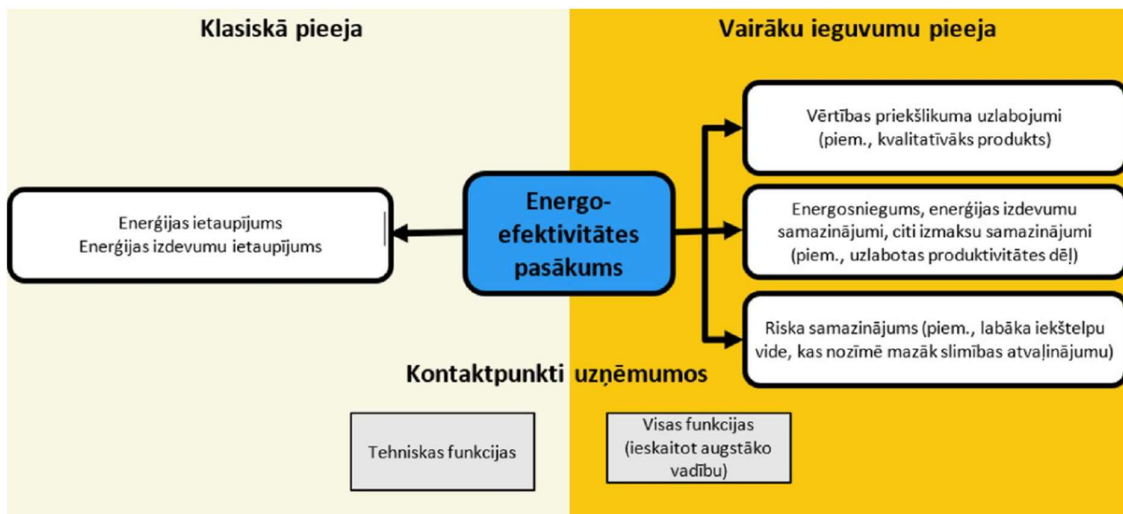 Klasiskā pieeja
Vairāku ieguvumu pieeja
Vērtības priekšlikuma uzlabojumi
(piem., kvalitatīvāks produkts)
Enerģijas ietaupījums
Enerģijas izdevumu ietaupījums
Energo-
efektivitātes
pasākums
Energosniegums, enerģijas izdevumu
samazinājumi, citi izmaksu samazinājumi
(piem., uzlabotas produktivitātes dēļ)
Riska samazinājums (piem., labāka iekštelpu
vide, kas nozīmē mazāk slimības atvaļinājumu)
Kontaktpunkti uzņēmumos
Tehniskas funkcijas
Visas funkcijas
(ieskaitot augstāko
vadību)